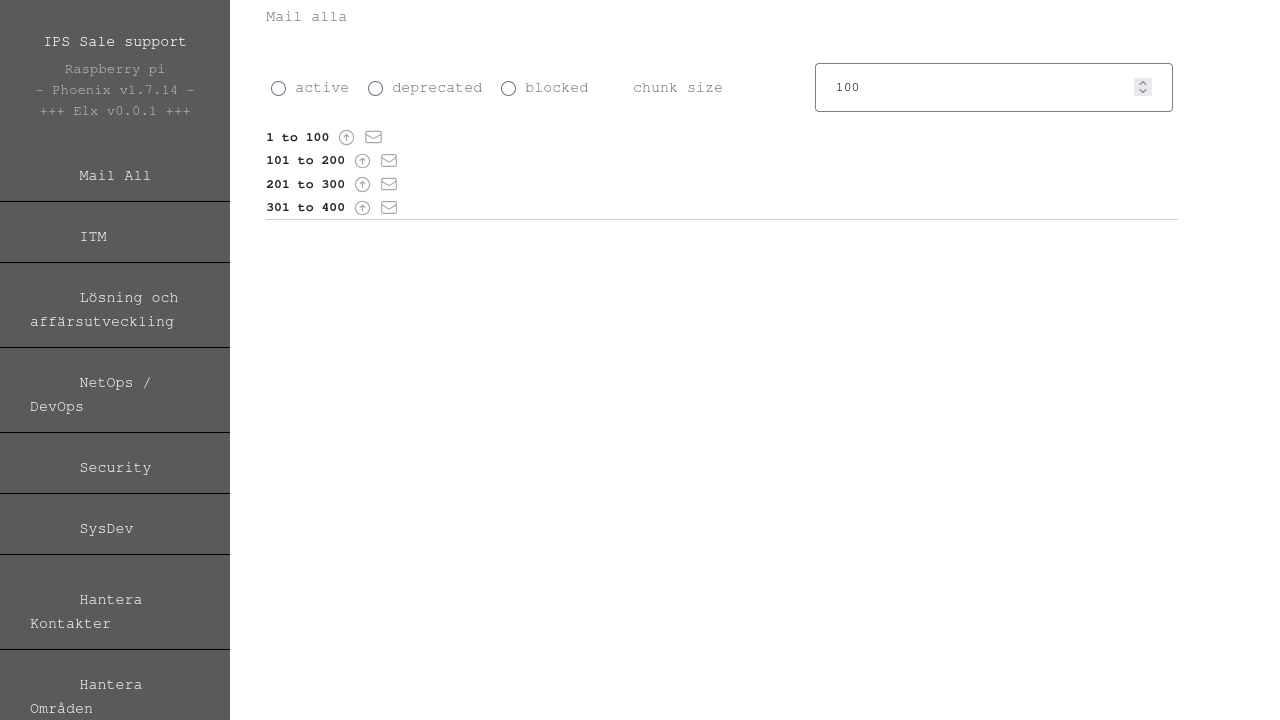 IPS Sale support
Raspberry pi
- Phoenix v1.7.14 -
+++ Elx v0.0.1 +++
Mail All
ITM
Lösning och
affärsutveckling
NetOps /
DevOps
Security
SysDev
Hantera
Kontakter
Hantera
Områden
Mail alla
active deprecated blocked chunk size 100
1 to 100
101 to 200
201 to 300
301 to 400